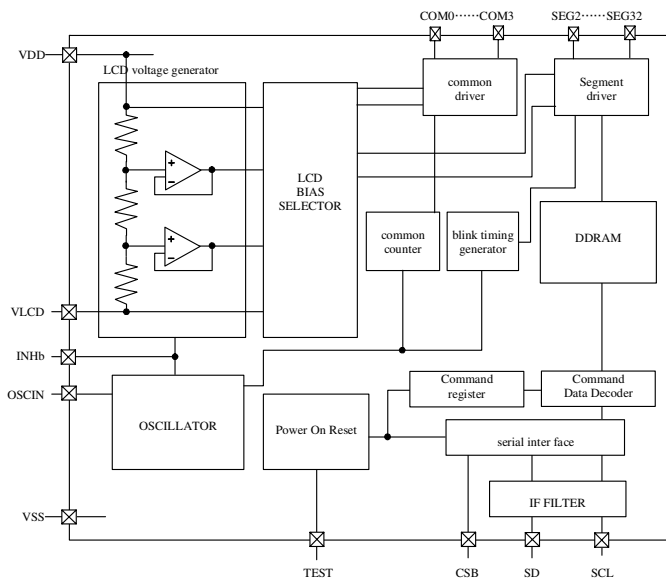 COM0……COM3
SEG2……SEG32
VDD
LCD voltage generator
common
driver
Segment
driver
+
−
LCD
BIAS
SELECTOR
common
counter
blink timing
generator
DDRAM
+
−
VLCD
INHb
OSCIN
OSCILLATOR
Power On Reset
Command
register
Command
Data Decoder
serial inter face
IF FILTER
VSS
TEST
CSB
SD
SCL